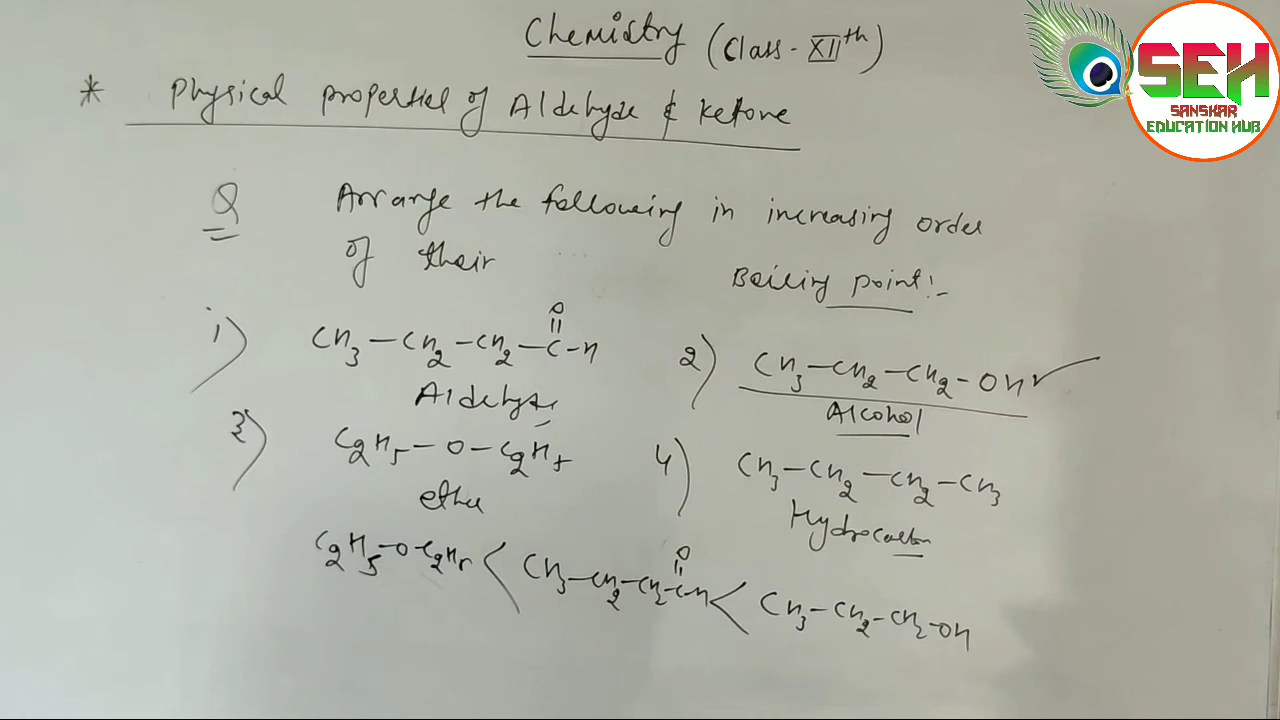 Chemistry (Class - XIIth)
SEH
SANSKAR
EDUCATION HUB
* Physical properties of Aldehyde & Ketone
Q Arrange the following in increasing order
of their Boiling point:-
i) CH3-CH2-CH2-C(=O)-H
Aldehyde
2) CH3-CH2-CH2-OH ✓
Alcohol
3) C2H5-O-C2H5
ether
4) CH3-CH2-CH2-CH3
Hydrocarbon
C2H5-O-C2H5 < CH3-CH2-CH2-C(=O)-H < CH3-CH2-CH2-OH